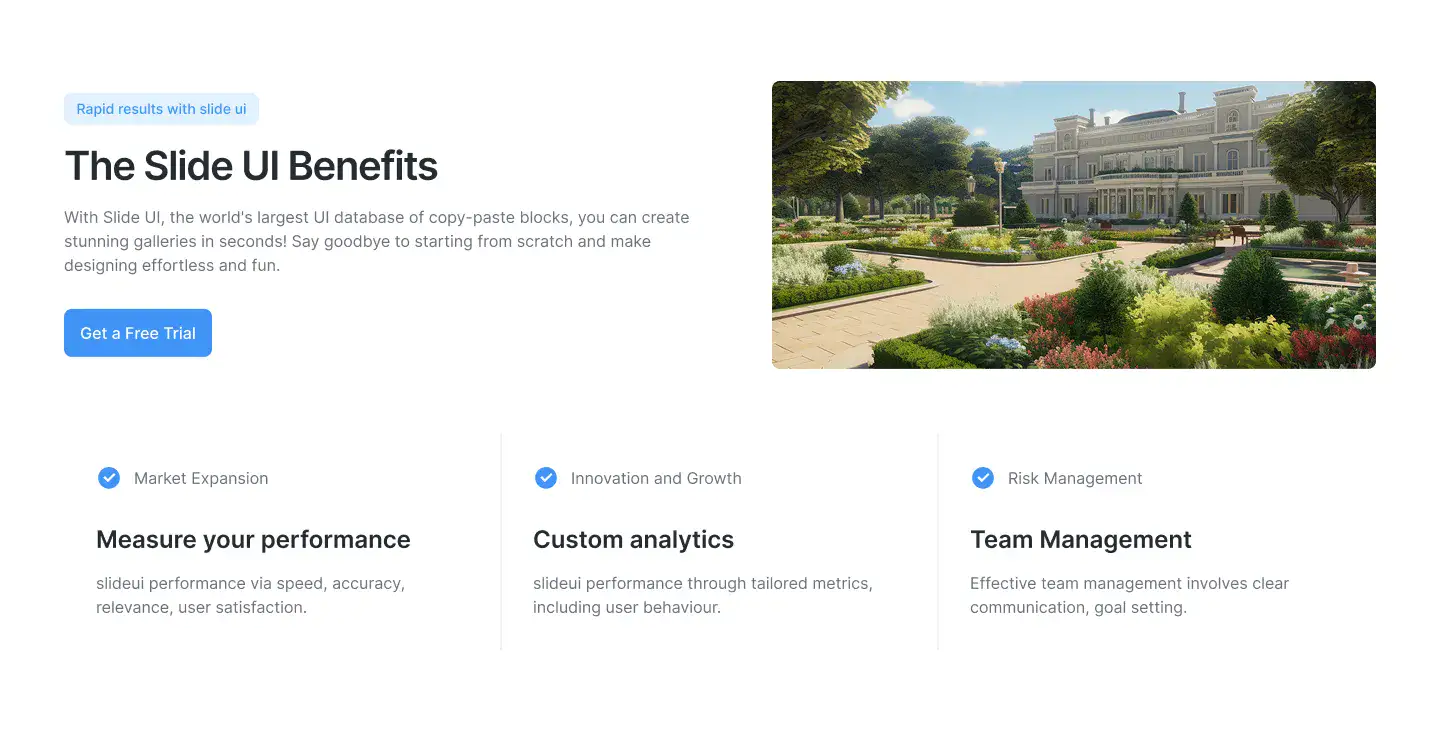 Rapid results with slide ui
The Slide UI Benefits
With Slide UI, the world's largest UI database of copy-paste blocks, you can create
stunning galleries in seconds! Say goodbye to starting from scratch and make
designing effortless and fun.
Get a Free Trial
Market Expansion
Measure your performance
slideui performance via speed, accuracy,
relevance, user satisfaction.
Innovation and Growth
Custom analytics
slideui performance through tailored metrics,
including user behaviour.
Risk Management
Team Management
Effective team management involves clear
communication, goal setting.